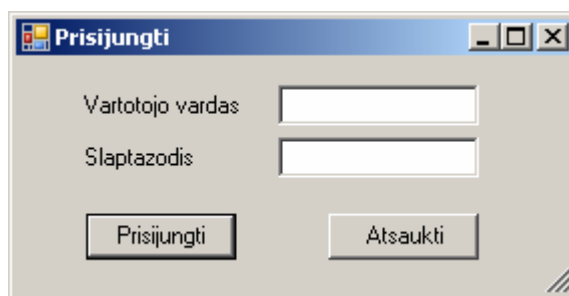 Prisijungti
Vartotojo vardas
Slaptazodis
Prisijungti Atsaukti